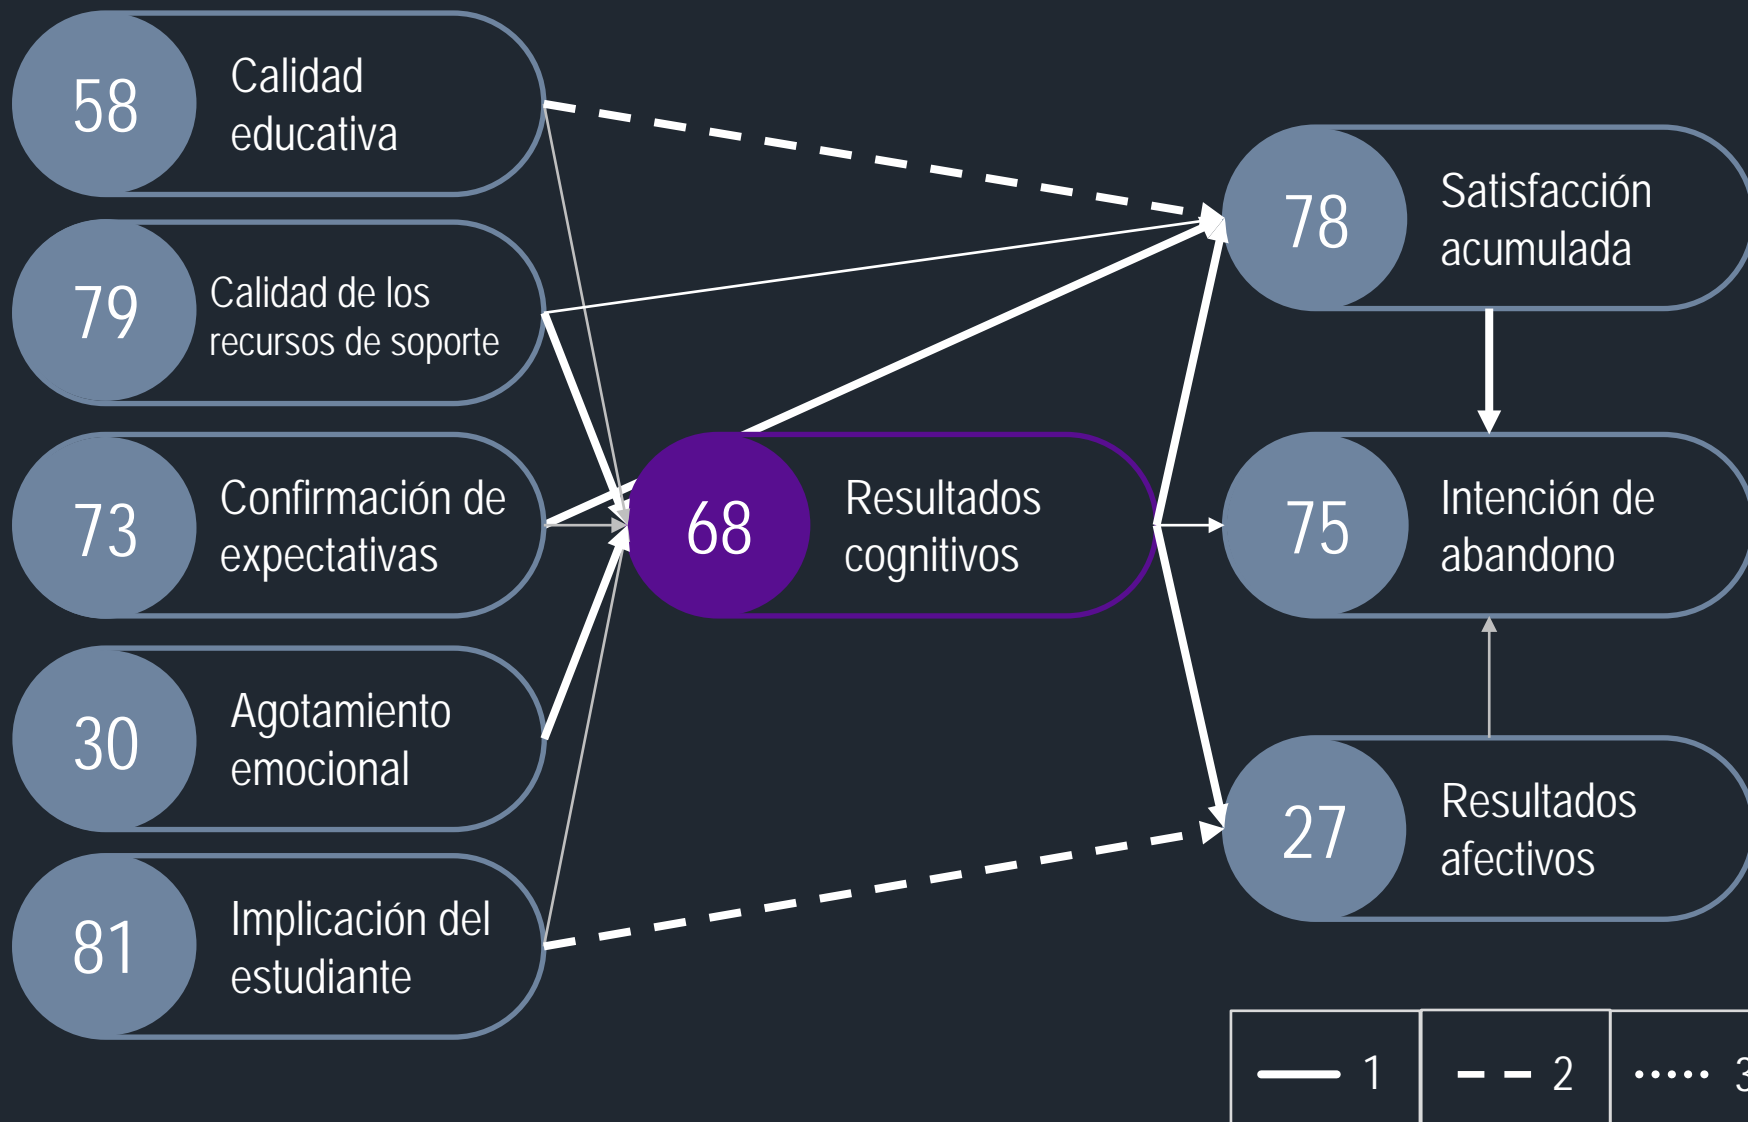 58
Calidad
educativa
79
Calidad de los
recursos de soporte
73
Confirmación de
expectativas
30
Agotamiento
emocional
81
Implicación del
estudiante
68
Resultados
cognitivos
78
Satisfacción
acumulada
75
Intención de
abandono
27
Resultados
afectivos
1
2
3